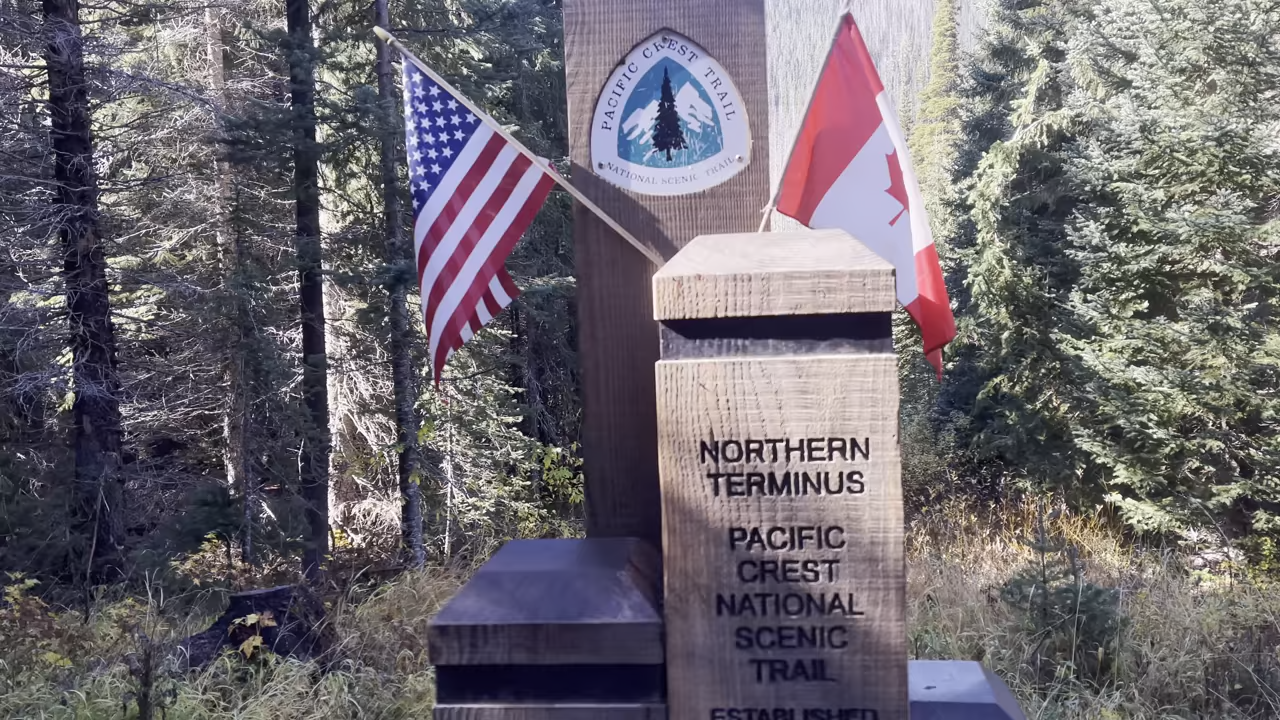 PACIFIC CREST TRAIL
NATIONAL SCENIC TRAIL
NORTHERN
TERMINUS
PACIFIC
CREST
NATIONAL
SCENIC
TRAIL
ESTABLISHED